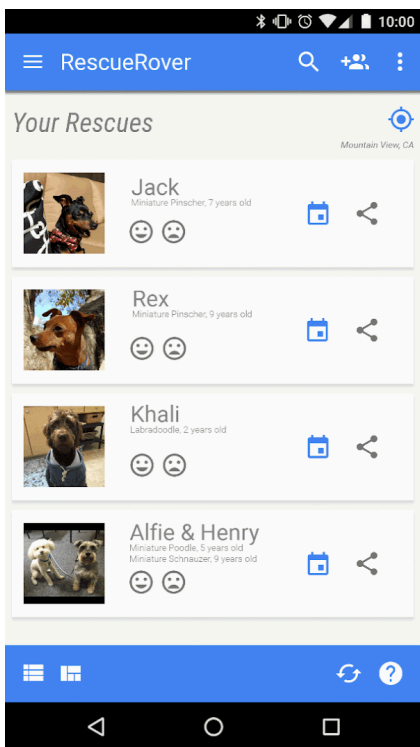 10:00
RescueRover
Your Rescues
Mountain View, CA
Jack
Miniature Pinscher, 7 years old
Rex
Miniature Pinscher, 9 years old
Khali
Labradoodle, 2 years old
Alfie & Henry
Miniature Poodle, 5 years old
Miniature Schnauzer, 9 years old